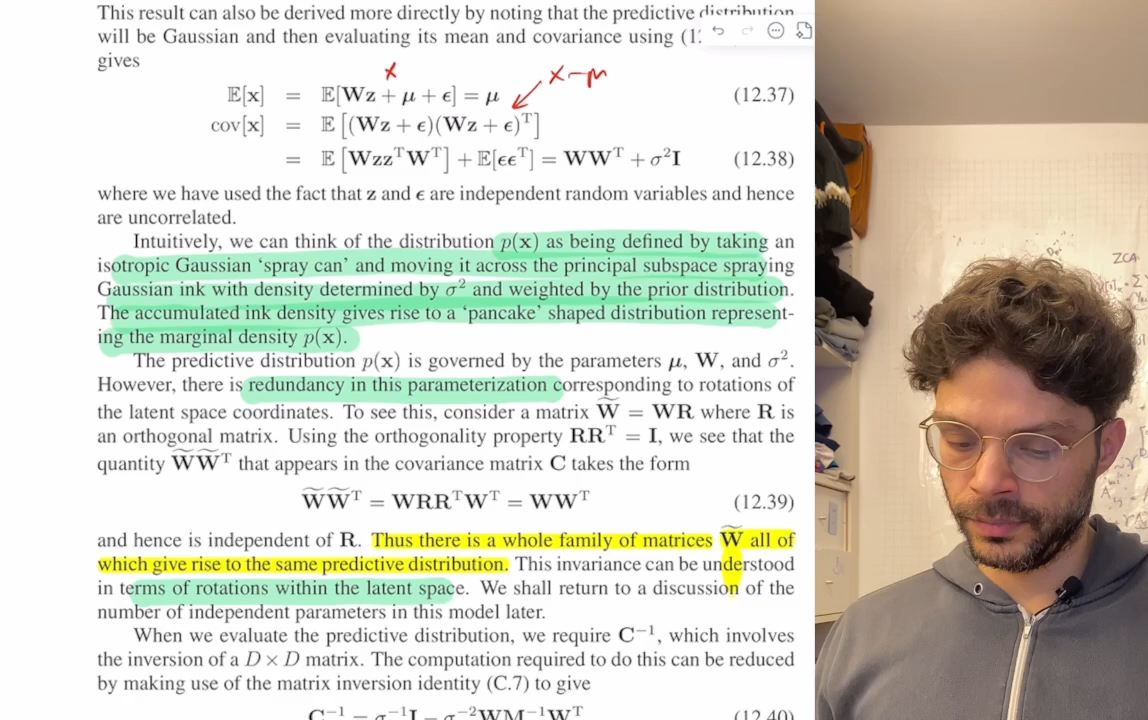 This result can also be derived more directly by noting that the predictive distribution
will be Gaussian and then evaluating its mean and covariance using
gives
x
x-μ
E[x] = E[Wz + μ + ϵ] = μ (12.37)
cov[x] = E [(Wz + ϵ)(Wz + ϵ)ᵀ]
= E [WzzᵀWᵀ] + E[ϵϵᵀ] = WWᵀ + σ²I (12.38)
where we have used the fact that z and ϵ are independent random variables and hence
are uncorrelated.
Intuitively, we can think of the distribution p(x) as being defined by taking an
isotropic Gaussian ‘spray can’ and moving it across the principal subspace spraying
Gaussian ink with density determined by σ² and weighted by the prior distribution.
The accumulated ink density gives rise to a ‘pancake’ shaped distribution represent-
ing the marginal density p(x).
The predictive distribution p(x) is governed by the parameters μ, W, and σ².
However, there is redundancy in this parameterization corresponding to rotations of
the latent space coordinates. To see this, consider a matrix W̃ = WR where R is
an orthogonal matrix. Using the orthogonality property RRᵀ = I, we see that the
quantity W̃W̃ᵀ that appears in the covariance matrix C takes the form
W̃W̃ᵀ = WRRᵀWᵀ = WWᵀ (12.39)
and hence is independent of R. Thus there is a whole family of matrices W̃ all of
which give rise to the same predictive distribution. This invariance can be understood
in terms of rotations within the latent space. We shall return to a discussion of the
number of independent parameters in this model later.
When we evaluate the predictive distribution, we require C⁻¹, which involves
the inversion of a D × D matrix. The computation required to do this can be reduced
by making use of the matrix inversion identity (C.7) to give
C⁻¹ = σ⁻¹I − σ⁻²WM⁻¹Wᵀ (12.40)
ZCA